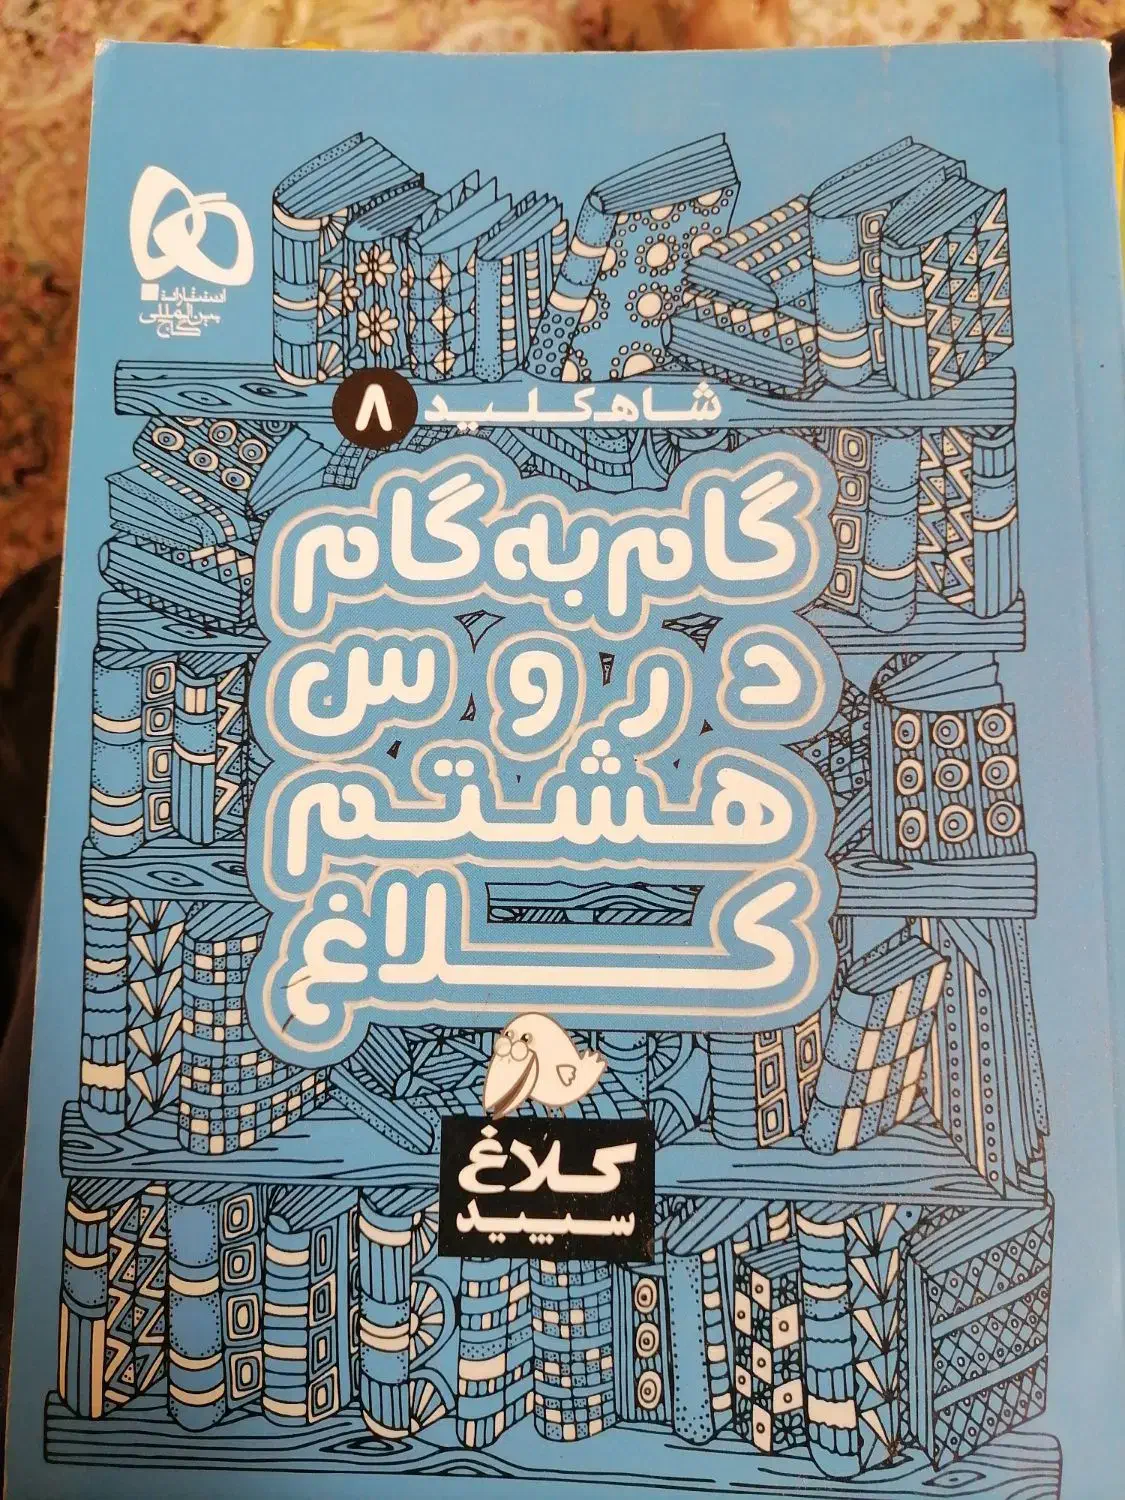 انتشارات
بین‌المللی
گاج
شاه‌کلید ۸
گام به گام
دروس
هشتم
کلاغ
کلاغ
سپید